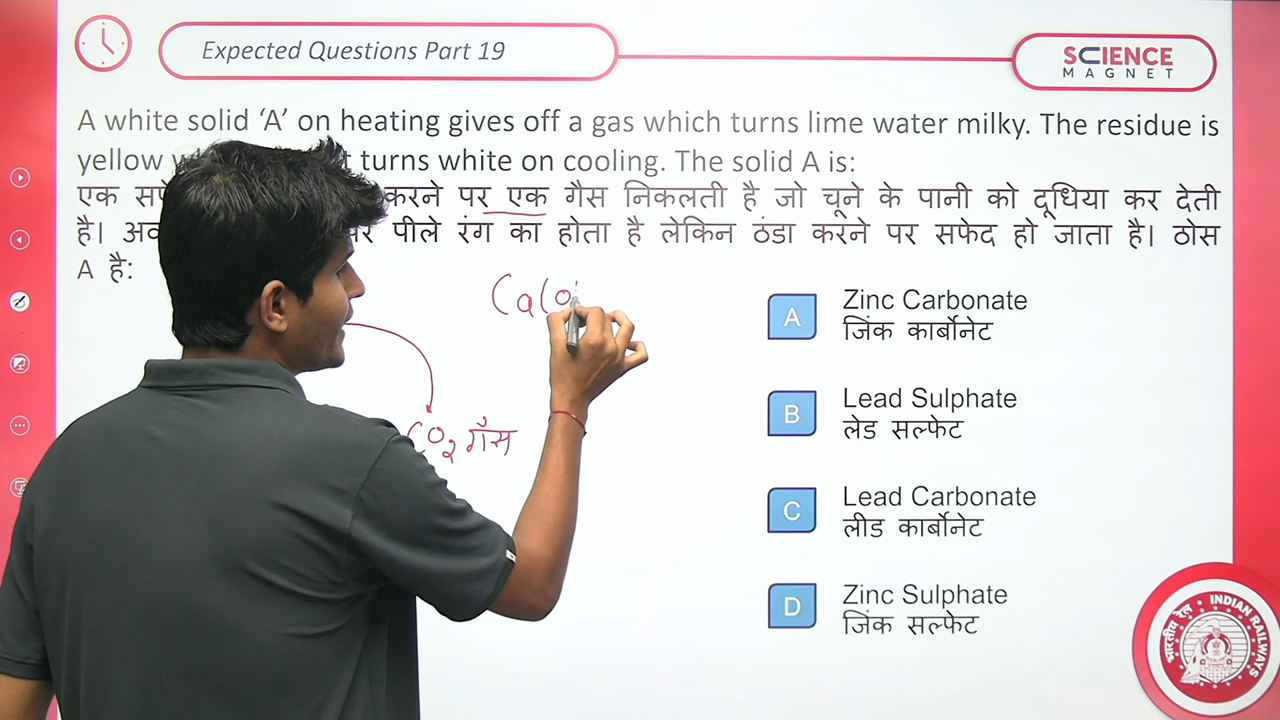 Expected Questions Part 19
SCIENCE
MAGNET
A white solid ‘A’ on heating gives off a gas which turns lime water milky. The residue is
yellow turns white on cooling. The solid A is:
एक करने पर एक गैस निकलती है जो चूने के पानी को दूधिया कर देती
है। पीले रंग का होता है लेकिन ठंडा करने पर सफेद हो जाता है। ठोस
A है:
CaCO
CO2 गैस
A
Zinc Carbonate
जिंक कार्बोनेट
B
Lead Sulphate
लेड सल्फेट
C
Lead Carbonate
लीड कार्बोनेट
D
Zinc Sulphate
जिंक सल्फेट
भारतीय रेल
INDIAN RAILWAYS